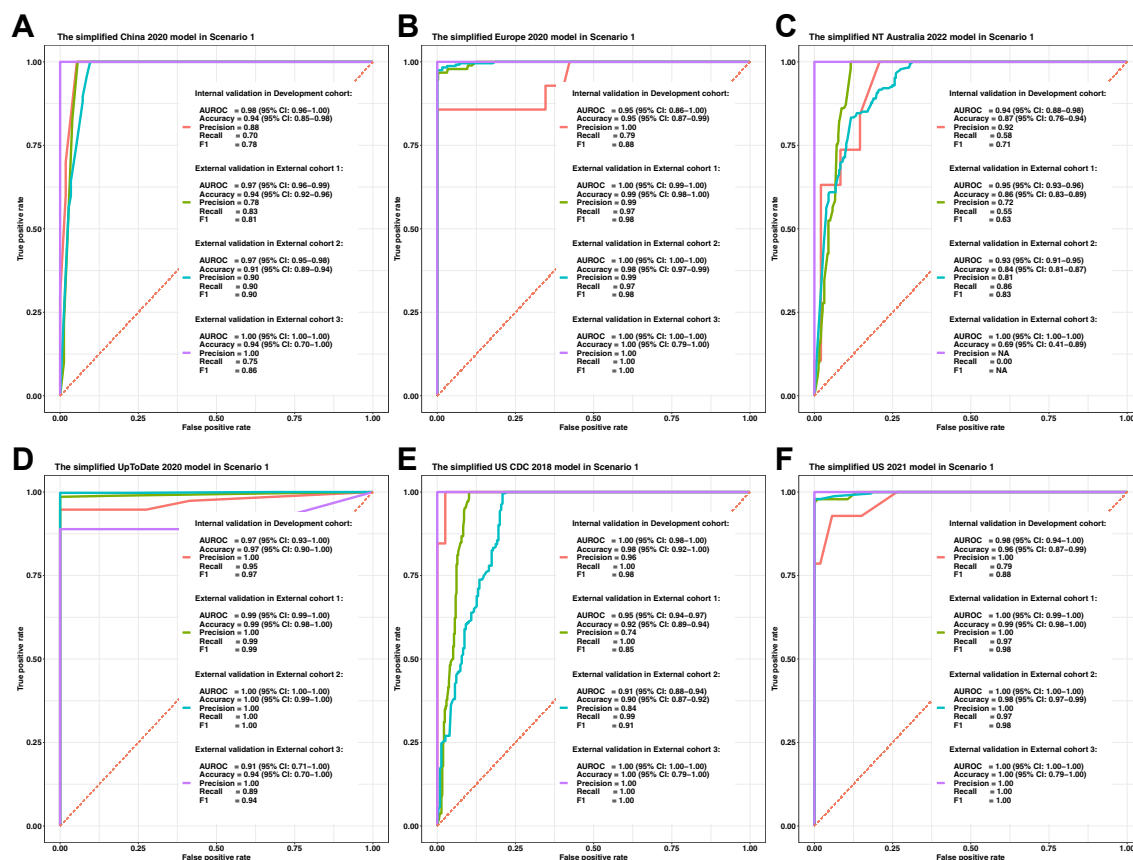 A
The simplified China 2020 model in Scenario 1
True positive rate
1.00
0.75
0.50
0.25
0.00
Internal validation in Development cohort:
AUROC = 0.98 (95% CI: 0.96–1.00)
Accuracy = 0.94 (95% CI: 0.85–0.98)
Precision = 0.88
Recall = 0.70
F1 = 0.78
External validation in External cohort 1:
AUROC = 0.97 (95% CI: 0.96–0.99)
Accuracy = 0.94 (95% CI: 0.92–0.96)
Precision = 0.78
Recall = 0.83
F1 = 0.81
External validation in External cohort 2:
AUROC = 0.97 (95% CI: 0.95–0.98)
Accuracy = 0.91 (95% CI: 0.89–0.94)
Precision = 0.90
Recall = 0.90
F1 = 0.90
External validation in External cohort 3:
AUROC = 1.00 (95% CI: 1.00–1.00)
Accuracy = 0.94 (95% CI: 0.70–1.00)
Precision = 1.00
Recall = 0.75
F1 = 0.86
0.00 0.25 0.50 0.75 1.00
False positive rate
B
The simplified Europe 2020 model in Scenario 1
True positive rate
1.00
0.75
0.50
0.25
0.00
Internal validation in Development cohort:
AUROC = 0.95 (95% CI: 0.86–1.00)
Accuracy = 0.95 (95% CI: 0.87–0.99)
Precision = 1.00
Recall = 0.79
F1 = 0.88
External validation in External cohort 1:
AUROC = 1.00 (95% CI: 0.99–1.00)
Accuracy = 0.99 (95% CI: 0.98–1.00)
Precision = 0.99
Recall = 0.97
F1 = 0.98
External validation in External cohort 2:
AUROC = 1.00 (95% CI: 1.00–1.00)
Accuracy = 0.98 (95% CI: 0.97–0.99)
Precision = 0.99
Recall = 0.97
F1 = 0.98
External validation in External cohort 3:
AUROC = 1.00 (95% CI: 1.00–1.00)
Accuracy = 1.00 (95% CI: 0.79–1.00)
Precision = 1.00
Recall = 1.00
F1 = 1.00
0.00 0.25 0.50 0.75 1.00
False positive rate
C
The simplified NT Australia 2022 model in Scenario 1
True positive rate
1.00
0.75
0.50
0.25
0.00
Internal validation in Development cohort:
AUROC = 0.94 (95% CI: 0.88–0.98)
Accuracy = 0.87 (95% CI: 0.76–0.94)
Precision = 0.92
Recall = 0.58
F1 = 0.71
External validation in External cohort 1:
AUROC = 0.95 (95% CI: 0.93–0.96)
Accuracy = 0.86 (95% CI: 0.83–0.89)
Precision = 0.72
Recall = 0.55
F1 = 0.63
External validation in External cohort 2:
AUROC = 0.93 (95% CI: 0.91–0.95)
Accuracy = 0.84 (95% CI: 0.81–0.87)
Precision = 0.81
Recall = 0.86
F1 = 0.83
External validation in External cohort 3:
AUROC = 1.00 (95% CI: 1.00–1.00)
Accuracy = 0.69 (95% CI: 0.41–0.89)
Precision = NA
Recall = 0.00
F1 = NA
0.00 0.25 0.50 0.75 1.00
False positive rate
D
The simplified UpToDate 2020 model in Scenario 1
True positive rate
1.00
0.75
0.50
0.25
0.00
Internal validation in Development cohort:
AUROC = 0.97 (95% CI: 0.93–1.00)
Accuracy = 0.97 (95% CI: 0.90–1.00)
Precision = 1.00
Recall = 0.95
F1 = 0.97
External validation in External cohort 1:
AUROC = 0.99 (95% CI: 0.99–1.00)
Accuracy = 0.99 (95% CI: 0.98–1.00)
Precision = 1.00
Recall = 0.99
F1 = 0.99
External validation in External cohort 2:
AUROC = 1.00 (95% CI: 1.00–1.00)
Accuracy = 1.00 (95% CI: 0.99–1.00)
Precision = 1.00
Recall = 1.00
F1 = 1.00
External validation in External cohort 3:
AUROC = 0.91 (95% CI: 0.71–1.00)
Accuracy = 0.94 (95% CI: 0.70–1.00)
Precision = 1.00
Recall = 0.89
F1 = 0.94
0.00 0.25 0.50 0.75 1.00
False positive rate
E
The simplified US CDC 2018 model in Scenario 1
True positive rate
1.00
0.75
0.50
0.25
0.00
Internal validation in Development cohort:
AUROC = 1.00 (95% CI: 0.98–1.00)
Accuracy = 0.98 (95% CI: 0.92–1.00)
Precision = 0.96
Recall = 1.00
F1 = 0.98
External validation in External cohort 1:
AUROC = 0.95 (95% CI: 0.94–0.97)
Accuracy = 0.92 (95% CI: 0.89–0.94)
Precision = 0.74
Recall = 1.00
F1 = 0.85
External validation in External cohort 2:
AUROC = 0.91 (95% CI: 0.88–0.94)
Accuracy = 0.90 (95% CI: 0.87–0.92)
Precision = 0.84
Recall = 0.99
F1 = 0.91
External validation in External cohort 3:
AUROC = 1.00 (95% CI: 1.00–1.00)
Accuracy = 1.00 (95% CI: 0.79–1.00)
Precision = 1.00
Recall = 1.00
F1 = 1.00
0.00 0.25 0.50 0.75 1.00
False positive rate
F
The simplified US 2021 model in Scenario 1
True positive rate
1.00
0.75
0.50
0.25
0.00
Internal validation in Development cohort:
AUROC = 0.98 (95% CI: 0.94–1.00)
Accuracy = 0.96 (95% CI: 0.87–0.99)
Precision = 1.00
Recall = 0.79
F1 = 0.88
External validation in External cohort 1:
AUROC = 1.00 (95% CI: 0.99–1.00)
Accuracy = 0.99 (95% CI: 0.98–1.00)
Precision = 1.00
Recall = 0.97
F1 = 0.98
External validation in External cohort 2:
AUROC = 1.00 (95% CI: 1.00–1.00)
Accuracy = 0.98 (95% CI: 0.97–0.99)
Precision = 1.00
Recall = 0.97
F1 = 0.98
External validation in External cohort 3:
AUROC = 1.00 (95% CI: 1.00–1.00)
Accuracy = 1.00 (95% CI: 0.79–1.00)
Precision = 1.00
Recall = 1.00
F1 = 1.00
0.00 0.25 0.50 0.75 1.00
False positive rate